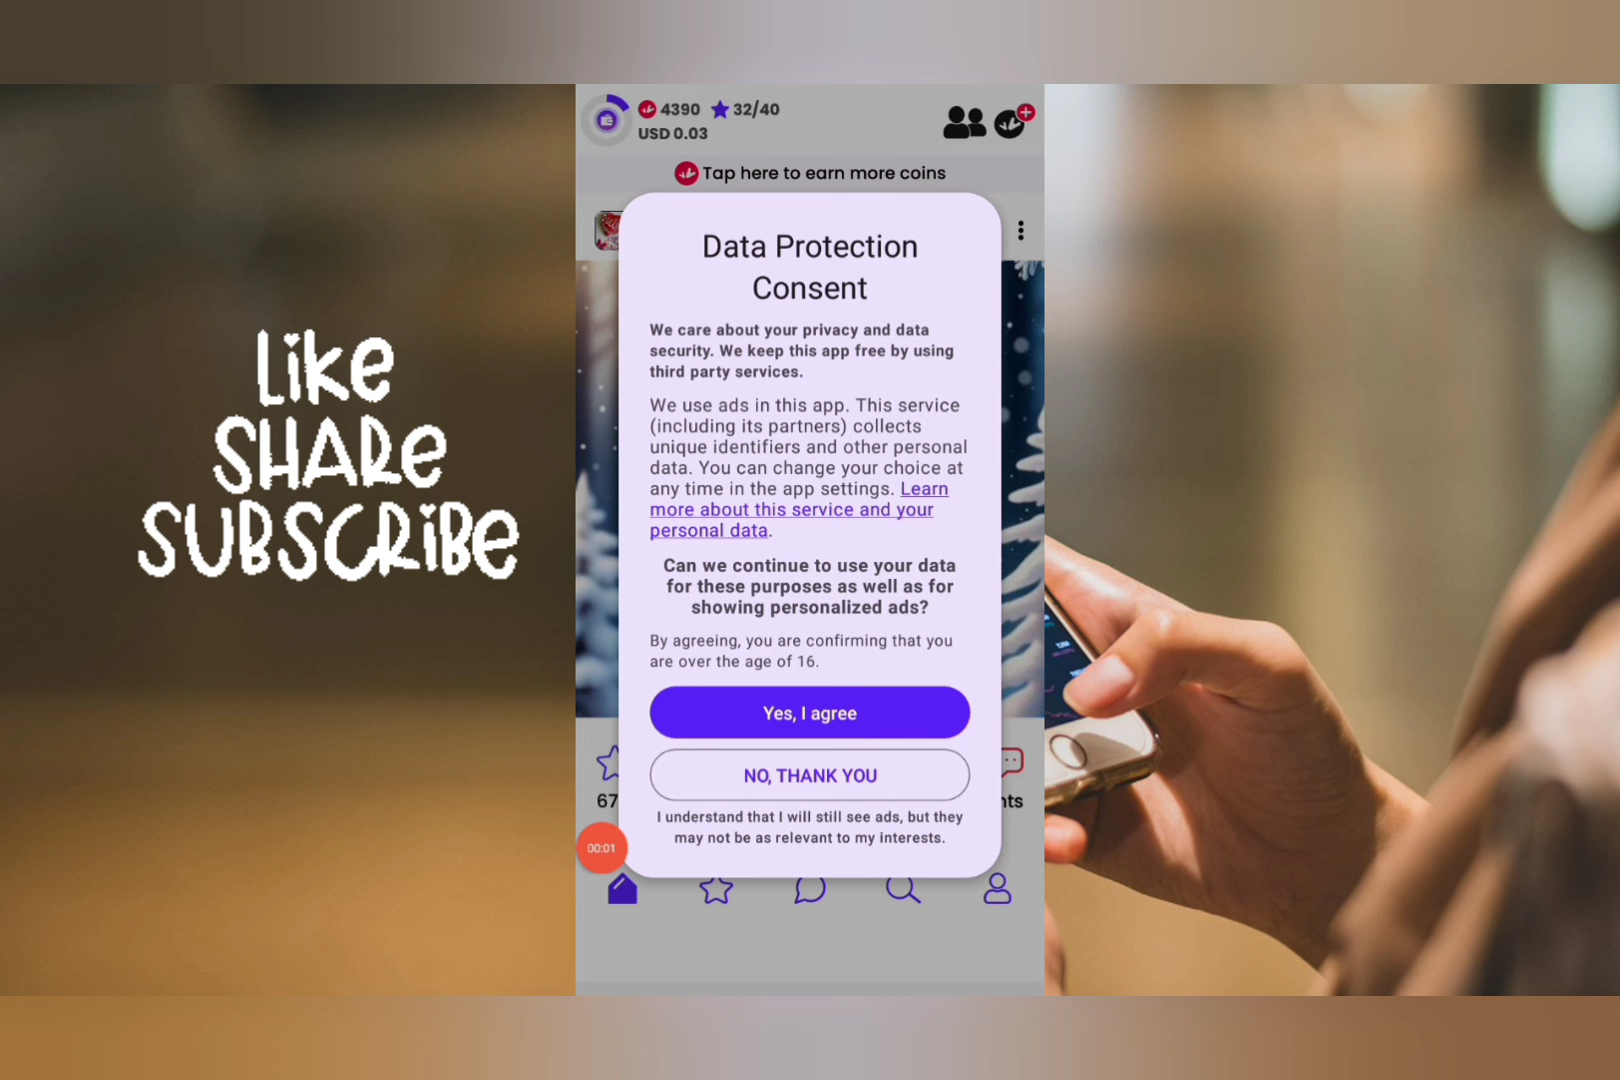 LiKe
SHARe
SUBSCRiBe
4390 32/40
USD 0.03
Tap here to earn more coins
Data Protection
Consent
We care about your privacy and data
security. We keep this app free by using
third party services.
We use ads in this app. This service
(including its partners) collects
unique identifiers and other personal
data. You can change your choice at
any time in the app settings. Learn
more about this service and your
personal data.
Can we continue to use your data
for these purposes as well as for
showing personalized ads?
By agreeing, you are confirming that you
are over the age of 16.
Yes, I agree
NO, THANK YOU
I understand that I will still see ads, but they
may not be as relevant to my interests.
67
nts
00:01